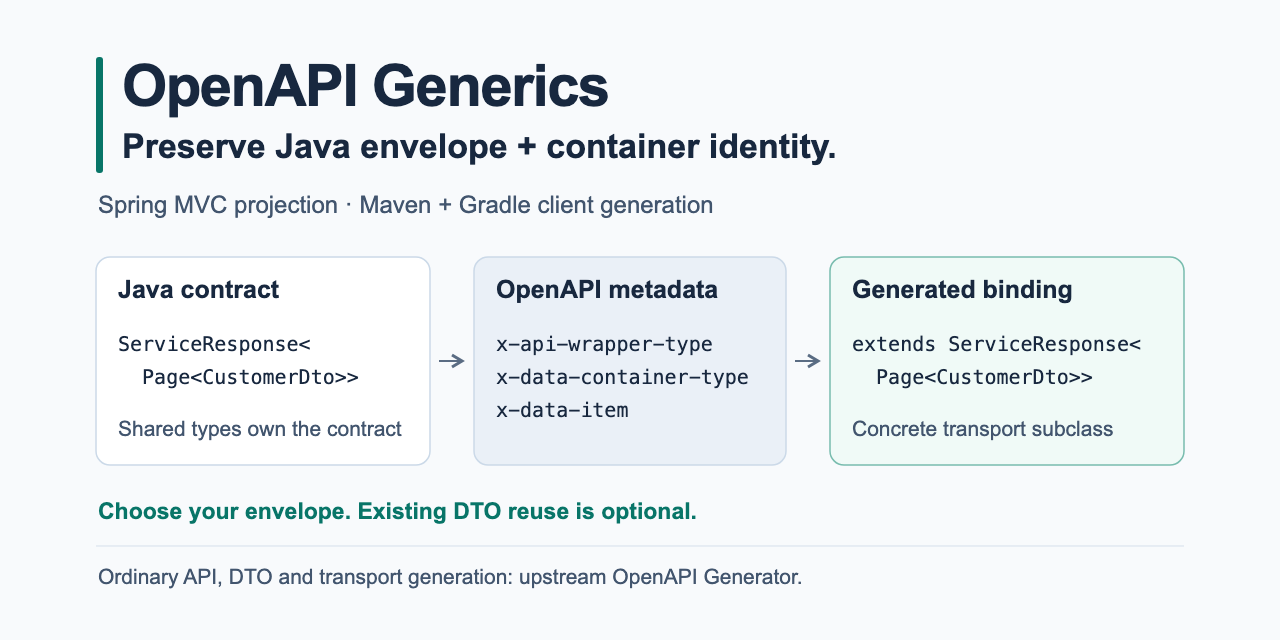 OpenAPI Generics
Preserve Java envelope + container identity.
Spring MVC projection · Maven + Gradle client generation
Java contract
ServiceResponse<
Page<CustomerDto>>
Shared types own the contract
OpenAPI metadata
x-api-wrapper-type
x-data-container-type
x-data-item
Generated binding
extends ServiceResponse<
Page<CustomerDto>>
Concrete transport subclass
Choose your envelope. Existing DTO reuse is optional.
Ordinary API, DTO and transport generation: upstream OpenAPI Generator.